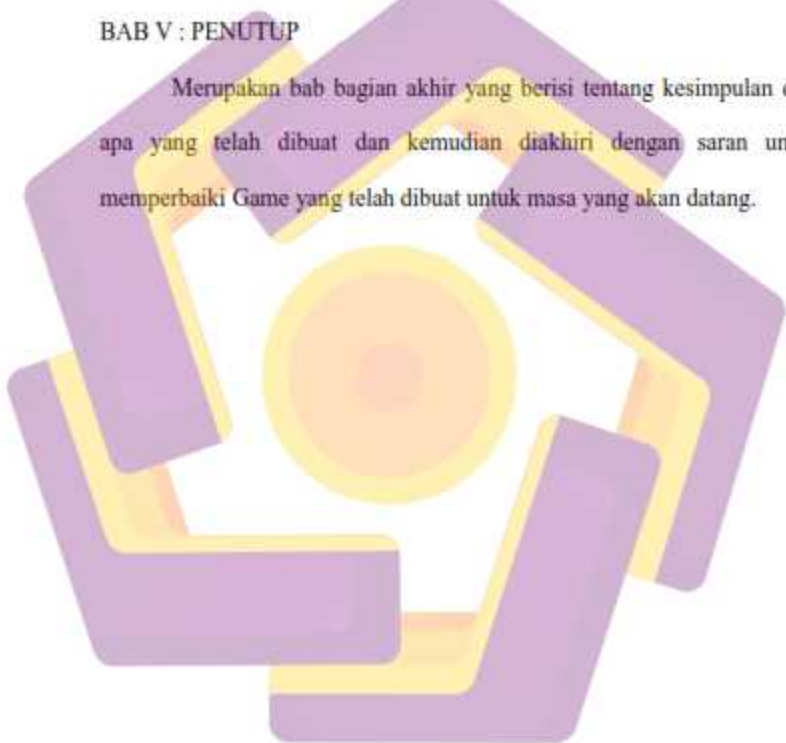 BAB V : PENUTUP
Merupakan bab bagian akhir yang berisi tentang kesimpulan
apa yang telah dibuat dan kemudian diakhiri dengan saran
memperbaiki Game yang telah dibuat untuk masa yang akan datang.